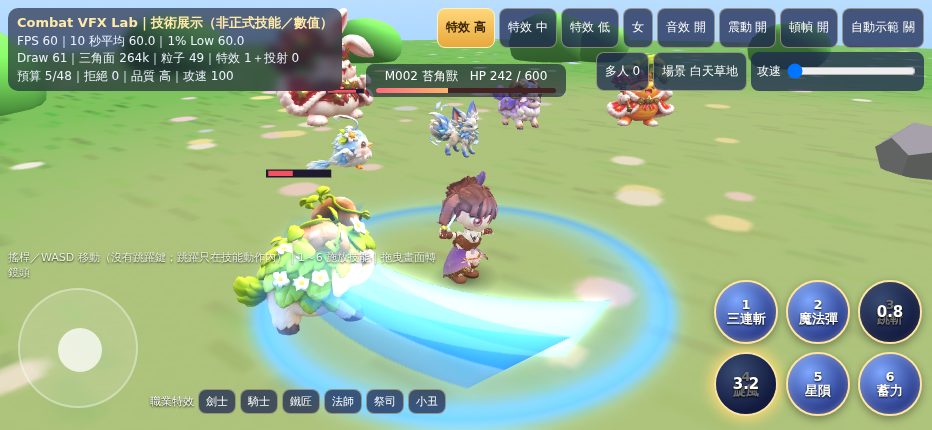 Combat VFX Lab｜技術展示（非正式技能／數值）
FPS 60｜10 秒平均 60.0｜1% Low 60.0
Draw 61｜三角面 264k｜粒子 49｜特效 1＋投射 0
預算 5/48｜拒絕 0｜品質 高｜攻速 100
特效 高
特效 中
特效 低
女
音效 開
震動 開
頓幀 開
自動示範 關
多人 0
場景 白天草地
攻速
M002 苔角獸 HP 242 / 600
搖桿／WASD 移動（沒有跳躍鍵；跳躍只在技能動作內）｜1～6 施放技能｜拖曳畫面轉
鏡頭
1
三連斬
2
魔法彈
3
跳斬
0.8
4
旋風
3.2
5
星隕
6
蓄力
職業特效
劍士
騎士
鐵匠
法師
祭司
小丑